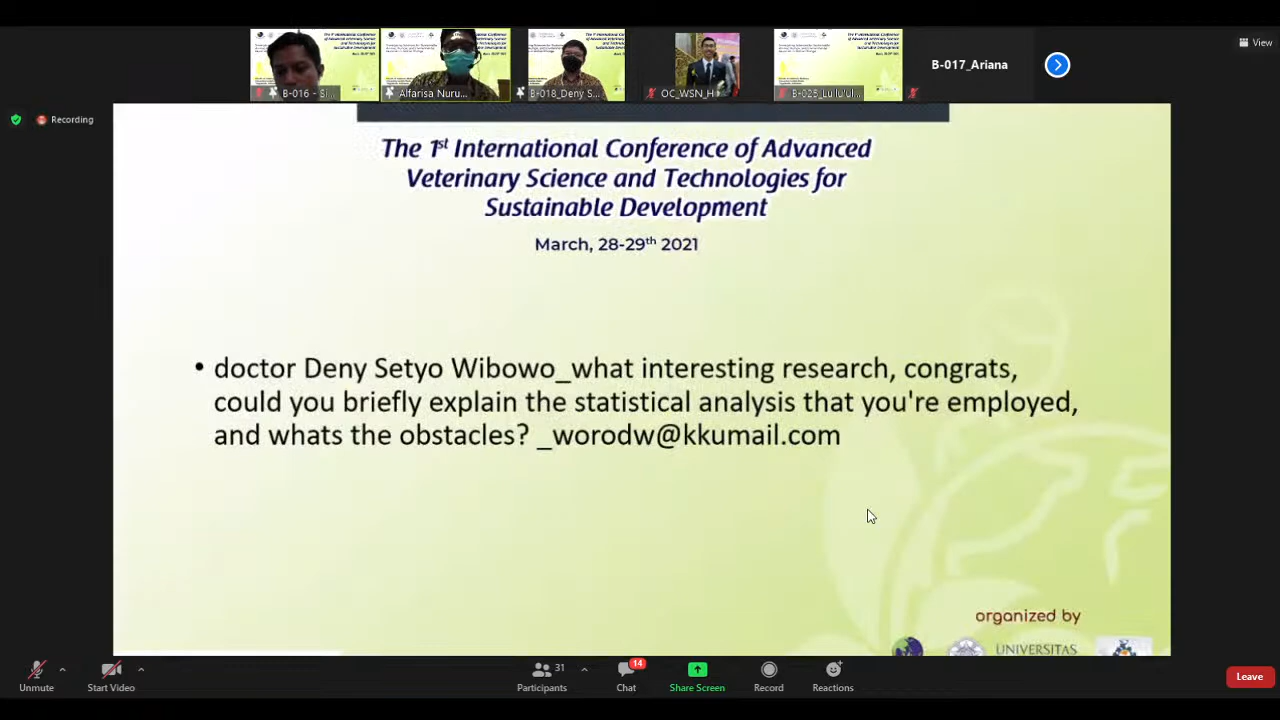 View
B-016 - Si...
Alfarisa Nuru...
B-018_Deny S...
OC_WSN_H
B-025_Lu'lu'ul...
B-017_Ariana
Recording
The 1st International Conference of Advanced
Veterinary Science and Technologies for
Sustainable Development
March, 28-29th 2021
• doctor Deny Setyo Wibowo_what interesting research, congrats,
could you briefly explain the statistical analysis that you're employed,
and whats the obstacles? _worodw@kkumail.com
organized by
UNIVERSITAS
31
14
Unmute
Start Video
Participants
Chat
Share Screen
Record
Reactions
Leave